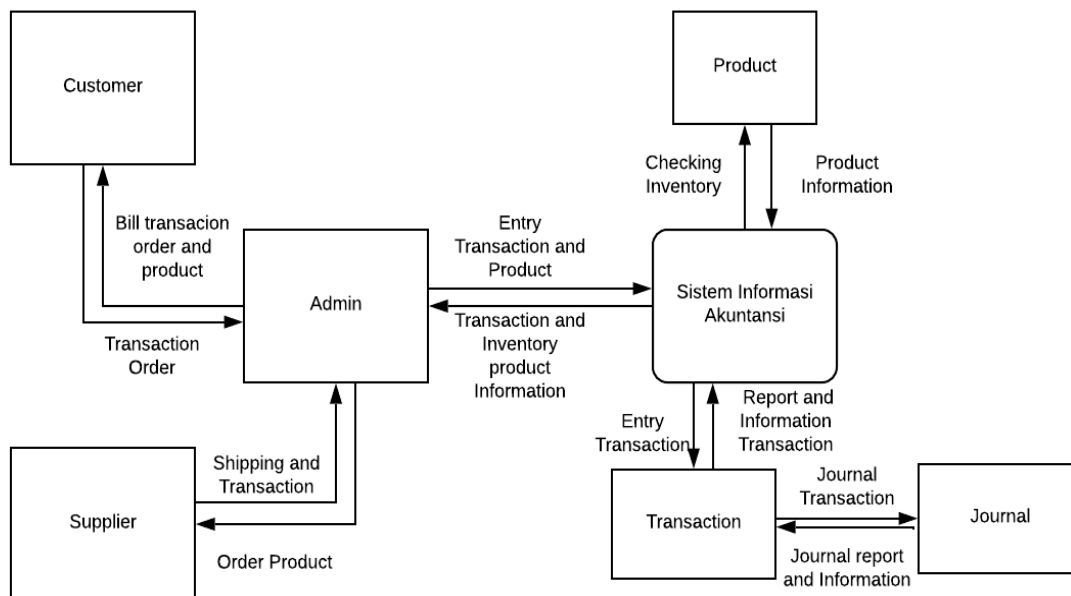 Customer
Product
Checking
Inventory
Product
Information
Bill transacion
order and
product
Entry
Transaction and
Product
Admin
Sistem Informasi
Akuntansi
Transaction
Order
Transaction and
Inventory
product
Information
Entry
Transaction
Report and
Information
Transaction
Shipping and
Transaction
Supplier
Order Product
Transaction
Journal
Transaction
Journal
Journal report
and Information